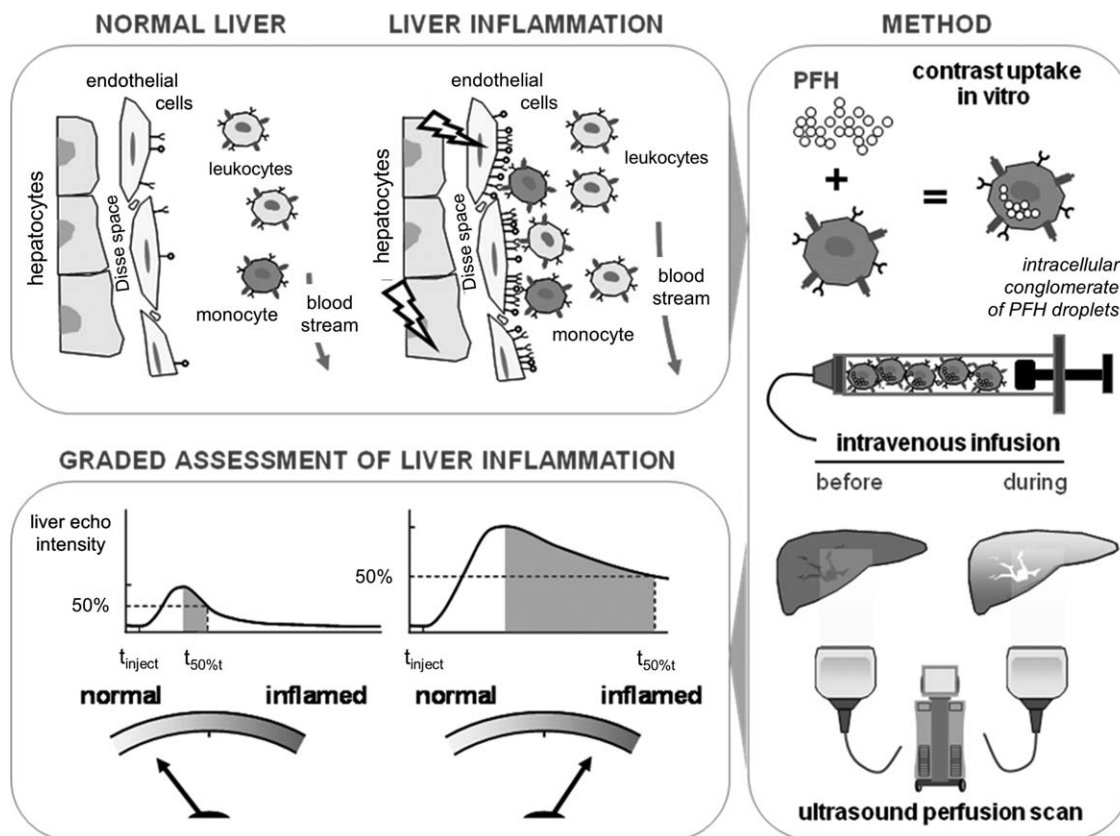 NORMAL LIVER
endothelial
cells
leukocytes
hepatocytes
Disse space
monocyte
blood
stream
LIVER INFLAMMATION
endothelial
cells
leukocytes
hepatocytes
Disse space
blood
stream
monocyte
METHOD
PFH
contrast uptake
in vitro
+
=
intracellular
conglomerate
of PFH droplets
intravenous infusion
before
during
ultrasound perfusion scan
GRADED ASSESSMENT OF LIVER INFLAMMATION
liver echo
intensity
50%
tinject
t50%t
normal
inflamed
50%
tinject
t50%t
normal
inflamed